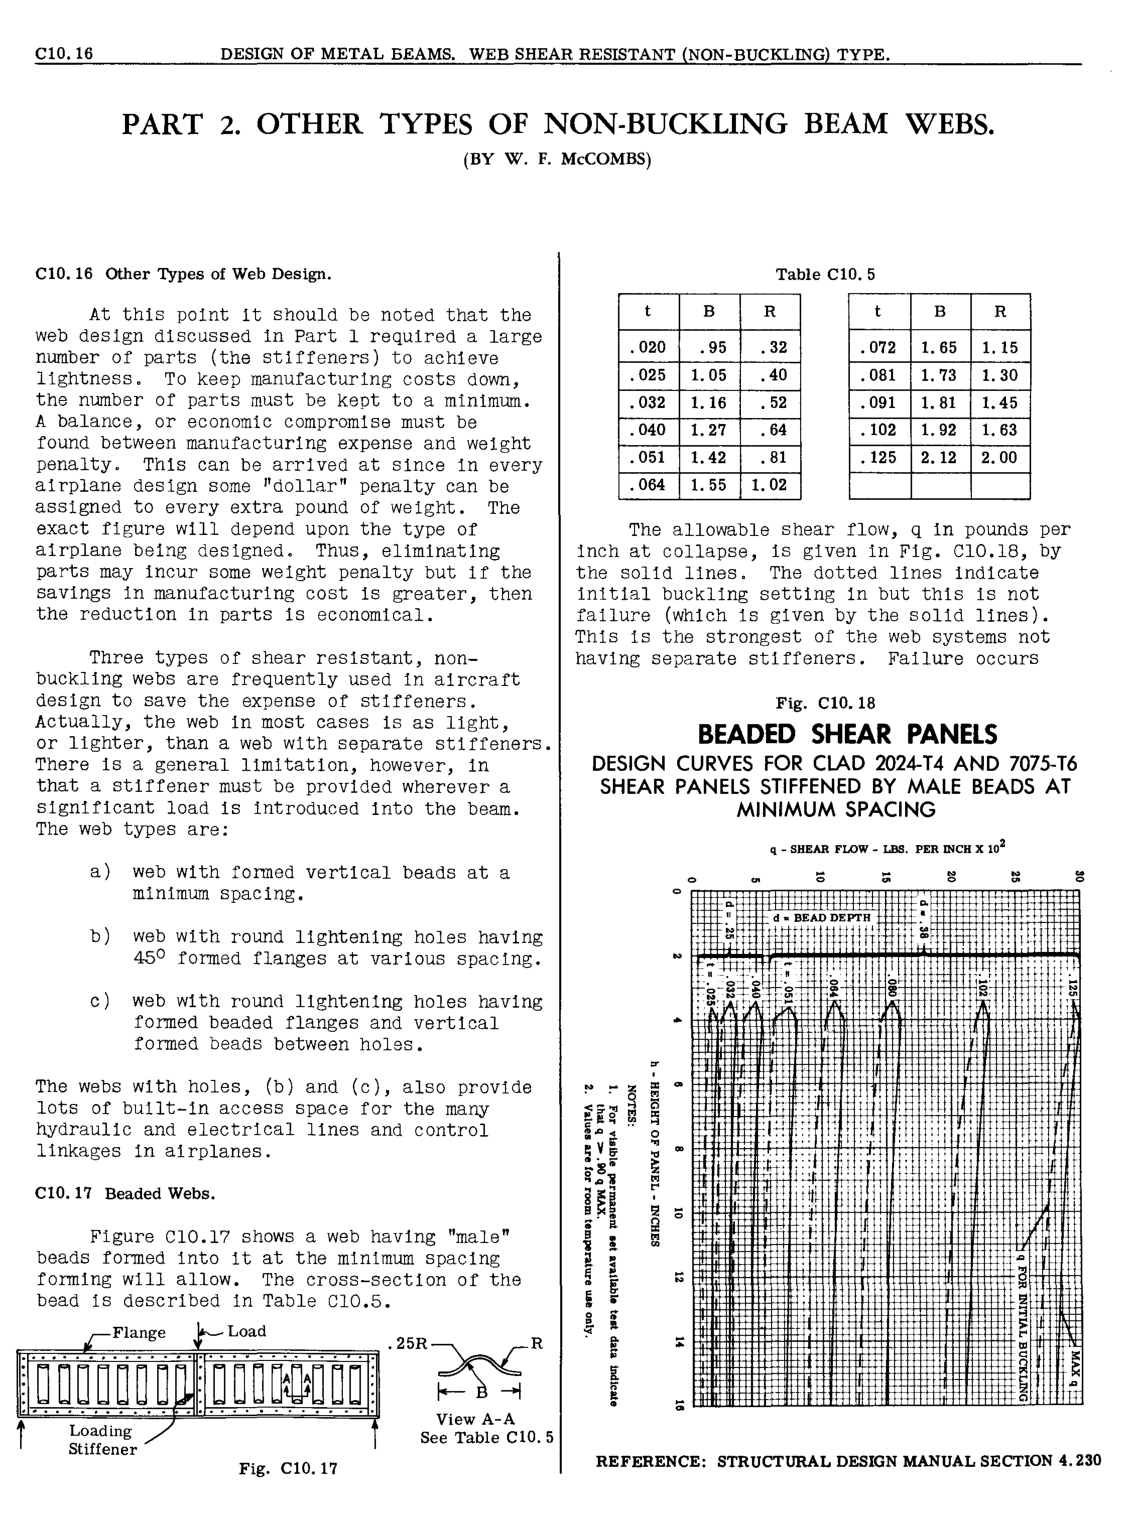 C10.16 DESIGN OF METAL BEAMS. WEB SHEAR RESISTANT (NON-BUCKLING) TYPE.
PART 2. OTHER TYPES OF NON-BUCKLING BEAM WEBS.
(BY W. F. McCOMBS)
C10.16 Other Types of Web Design.
At this point it should be noted that the
web design discussed in Part 1 required a large
number of parts (the stiffeners) to achieve
lightness. To keep manufacturing costs down,
the number of parts must be kept to a minimum.
A balance, or economic compromise must be
found between manufacturing expense and weight
penalty. This can be arrived at since in every
airplane design some "dollar" penalty can be
assigned to every extra pound of weight. The
exact figure will depend upon the type of
airplane being designed. Thus, eliminating
parts may incur some weight penalty but if the
savings in manufacturing cost is greater, then
the reduction in parts is economical.
Three types of shear resistant, non-
buckling webs are frequently used in aircraft
design to save the expense of stiffeners.
Actually, the web in most cases is as light,
or lighter, than a web with separate stiffeners.
There is a general limitation, however, in
that a stiffener must be provided wherever a
significant load is introduced into the beam.
The web types are:
a) web with formed vertical beads at a
minimum spacing.
b) web with round lightening holes having
45° formed flanges at various spacing.
c) web with round lightening holes having
formed beaded flanges and vertical
formed beads between holes.
The webs with holes, (b) and (c), also provide
lots of built-in access space for the many
hydraulic and electrical lines and control
linkages in airplanes.
C10.17 Beaded Webs.
Figure C10.17 shows a web having "male"
beads formed into it at the minimum spacing
forming will allow. The cross-section of the
bead is described in Table C10.5.
Flange
Load
A A
Loading
Stiffener
.25R
R
B
View A-A
See Table C10.5
Fig. C10.17
Table C10.5
t B R
.020 .95 .32
.025 1.05 .40
.032 1.16 .52
.040 1.27 .64
.051 1.42 .81
.064 1.55 1.02
t B R
.072 1.65 1.15
.081 1.73 1.30
.091 1.81 1.45
.102 1.92 1.63
.125 2.12 2.00
The allowable shear flow, q in pounds per
inch at collapse, is given in Fig. C10.18, by
the solid lines. The dotted lines indicate
initial buckling setting in but this is not
failure (which is given by the solid lines).
This is the strongest of the web systems not
having separate stiffeners. Failure occurs
Fig. C10.18
BEADED SHEAR PANELS
DESIGN CURVES FOR CLAD 2024-T4 AND 7075-T6
SHEAR PANELS STIFFENED BY MALE BEADS AT
MINIMUM SPACING
q - SHEAR FLOW - LBS. PER INCH X 10²
0 5 10 15 20 25 30
d = BEAD DEPTH
d = .25
d = .38
t = .025
.032
.040
t = .051
.064
.080
.102
.125
0 2 4 6 8 10 12 14 16
h - HEIGHT OF PANEL - INCHES
q FOR INITIAL BUCKLING
MAX q
NOTES:
1. For visible permanent set available test data indicate
that q > .90 q MAX.
2. Values are for room temperature use only.
REFERENCE: STRUCTURAL DESIGN MANUAL SECTION 4.230